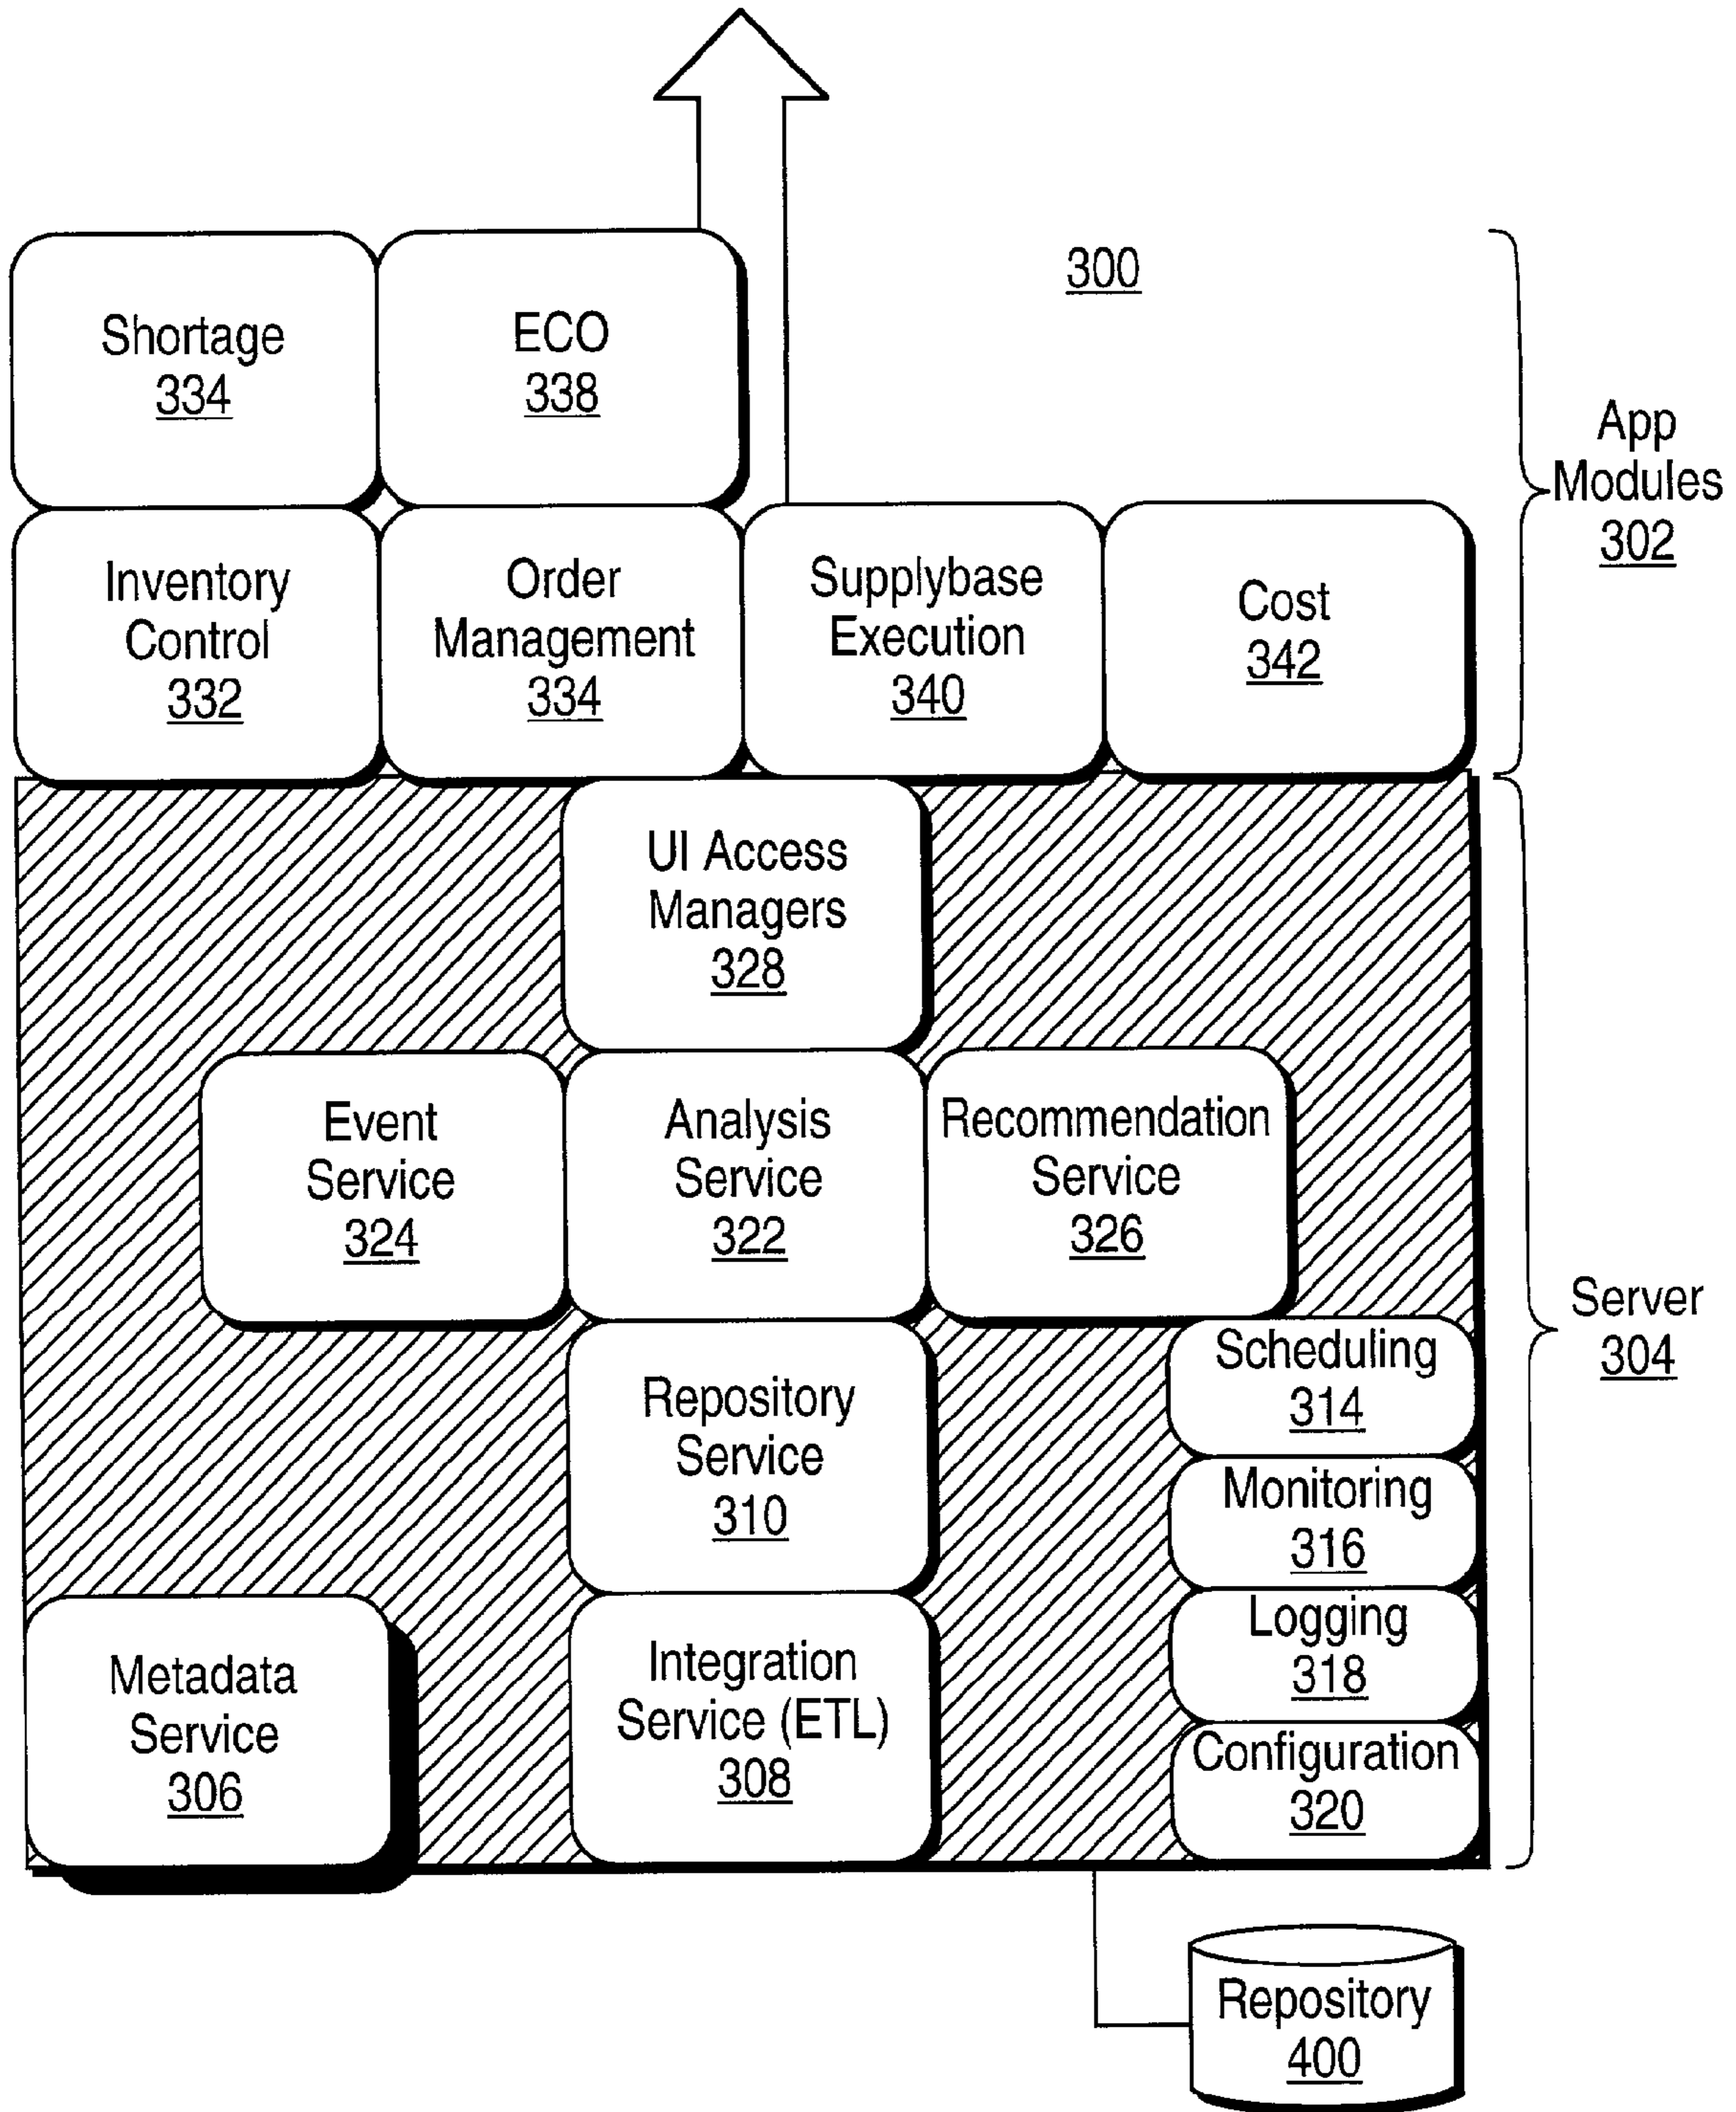 300
Shortage
334
ECO
338
App
Modules
302
Inventory
Control
332
Order
Management
334
Supplybase
Execution
340
Cost
342
UI Access
Managers
328
Event
Service
324
Analysis
Service
322
Recommendation
Service
326
Server
304
Repository
Service
310
Scheduling
314
Monitoring
316
Logging
318
Configuration
320
Metadata
Service
306
Integration
Service (ETL)
308
Repository
400